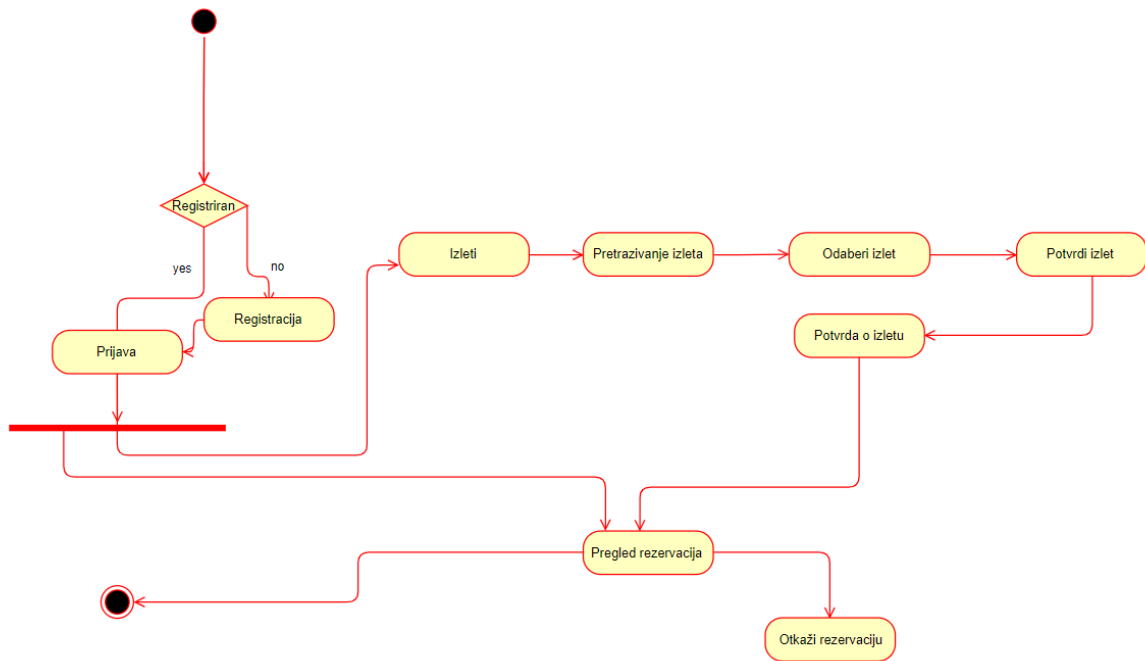 Registriran
yes
no
Registracija
Prijava
Izleti
Pretrazivanje izleta
Odaberi izlet
Potvrdi izlet
Potvrda o izletu
Pregled rezervacija
Otkaži rezervaciju